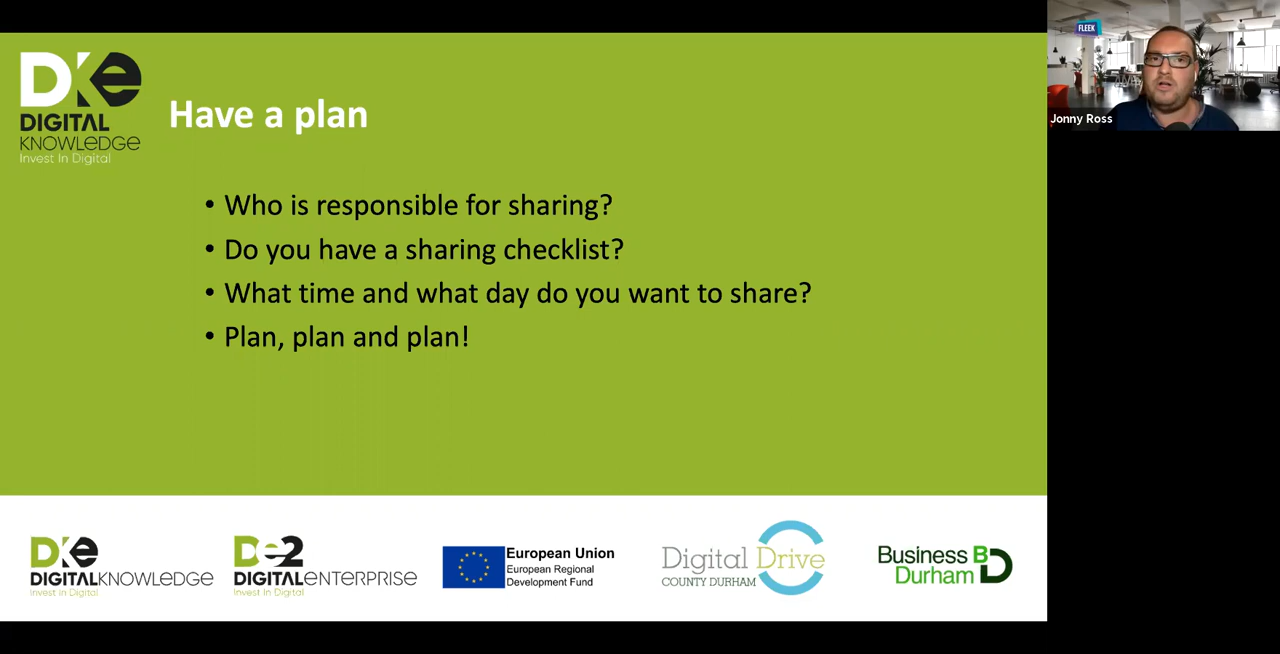 DKe
DIGITAL
KNOWLEDGE
Invest In Digital
Have a plan
• Who is responsible for sharing?
• Do you have a sharing checklist?
• What time and what day do you want to share?
• Plan, plan and plan!
FLEEK
Jonny Ross
DKe
DIGITALKNOWLEDGE
Invest In Digital
De2
DIGITALENTERPRISE
Invest In Digital
European Union
European Regional
Development Fund
Digital Drive
COUNTY DURHAM
Business
Durham
BD